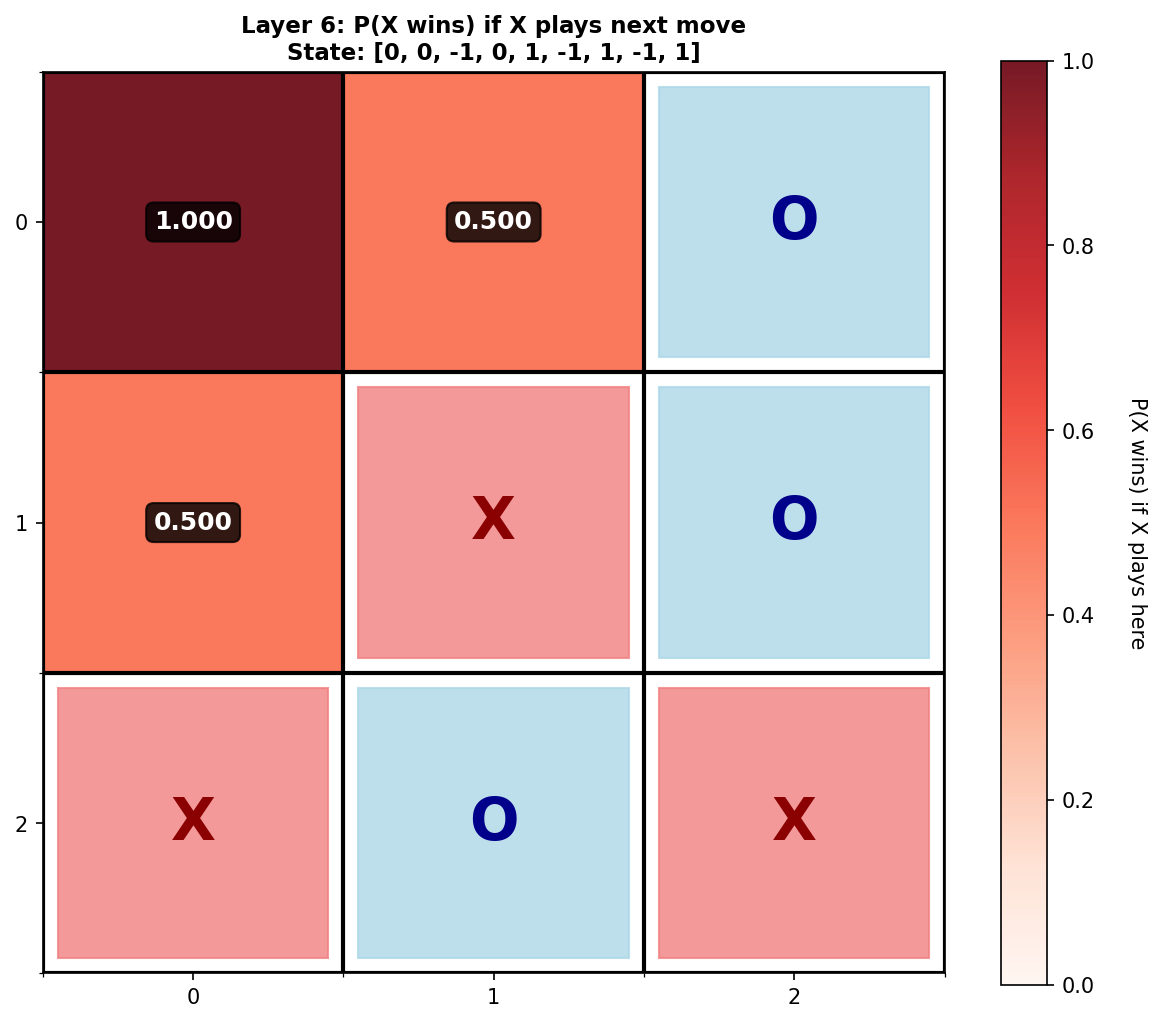 Layer 6: P(X wins) if X plays next move
State: [0, 0, -1, 0, 1, -1, 1, -1, 1]
1.000 0.500 O
0.500 X O
X O X
0
1
2
0 1 2
1.0
0.8
0.6
0.4
0.2
0.0
P(X wins) if X plays here